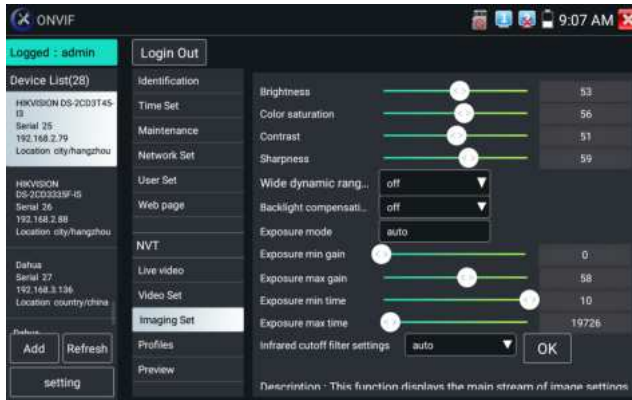 ONVIF
9:07 AM
Logged : admin
Login Out
Device List(28)
HIKVISION DS-2CD3T45-
I3
Serial 25
192.168.2.79
Location city/hangzhou
HIKVISION
DS-2CD3335F-IS
Serial 26
192.168.2.88
Location city/hangzhou
Dahua
Serial 27
192.168.3.136
Location country/china
Dahua
Add
Refresh
setting
Identification
Time Set
Maintenance
Network Set
User Set
Web page
NVT
Live video
Video Set
Imaging Set
Profiles
Preview
Brightness 53
Color saturation 56
Contrast 51
Sharpness 59
Wide dynamic rang... off
Backlight compensati... off
Exposure mode auto
Exposure min gain 0
Exposure max gain 58
Exposure min time 10
Exposure max time 19726
Infrared cutoff filter settings auto OK
Description : This function displays the main stream of image settings